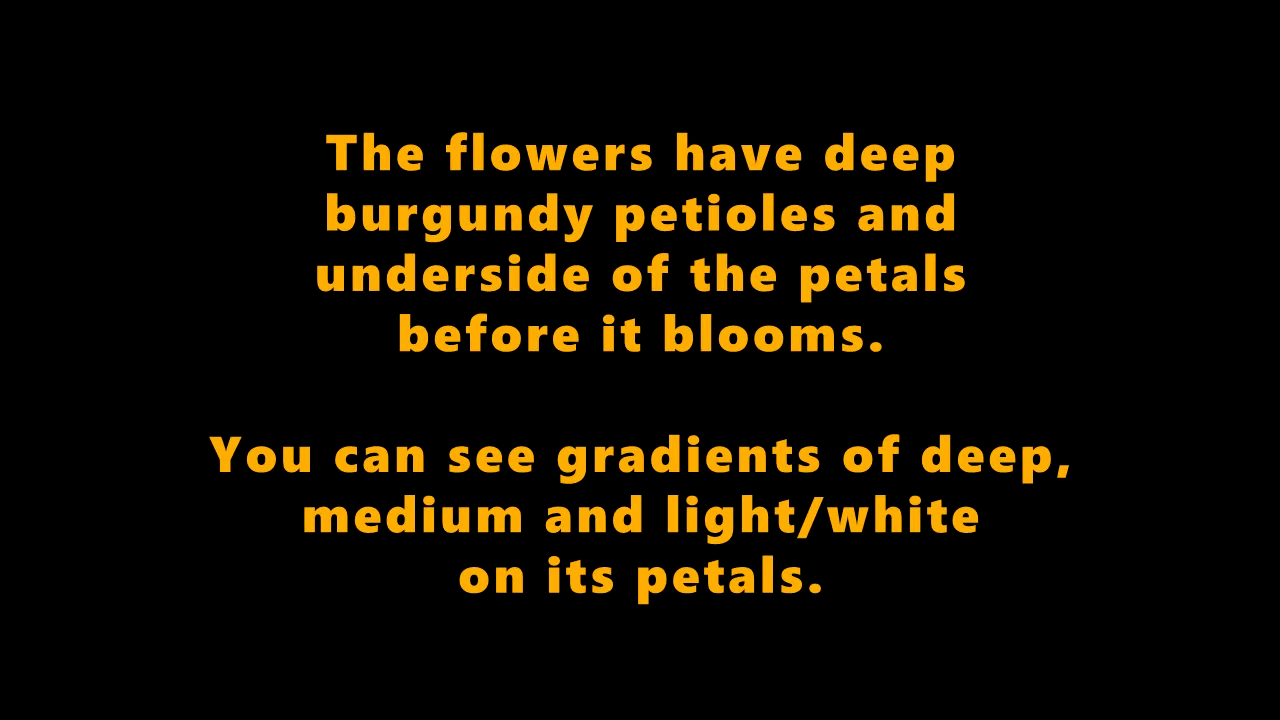 The flowers have deep
burgundy petioles and
underside of the petals
before it blooms.
You can see gradients of deep,
medium and light/white
on its petals.